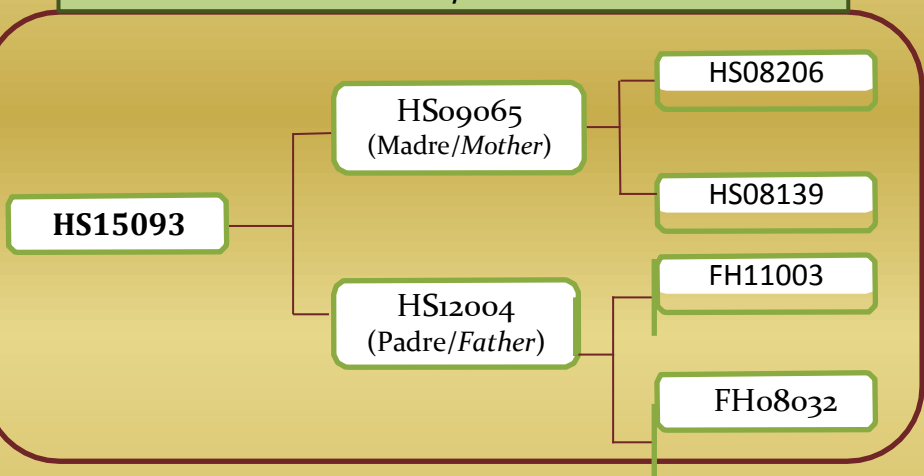 HS08206
HS09065
(Madre/Mother)
HS08139
HS15093
FH11003
HS12004
(Padre/Father)
FH08032